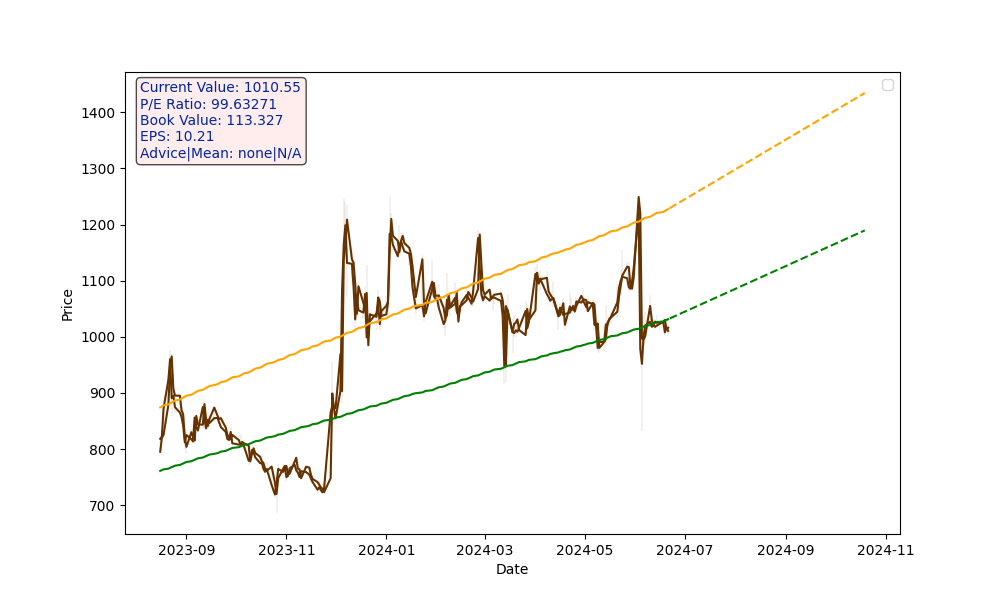 Current Value: 1010.55
P/E Ratio: 99.63271
Book Value: 113.327
EPS: 10.21
Advice|Mean: none|N/A
1400
1300
1200
1100
1000
900
800
700
Price
2023-09 2023-11 2024-01 2024-03 2024-05 2024-07 2024-09 2024-11
Date